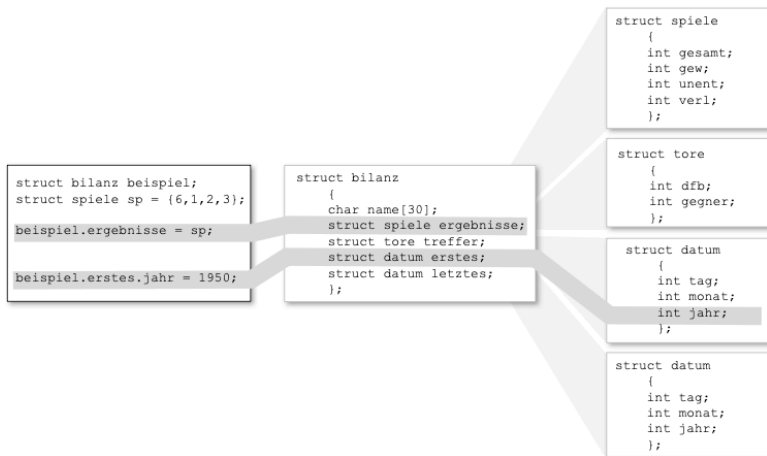 struct bilanz beispiel;
struct spiele sp = {6,1,2,3};
beispiel.ergebnisse = sp;
beispiel.erstes.jahr = 1950;
struct bilanz
{
char name[30];
struct spiele ergebnisse;
struct tore treffer;
struct datum erstes;
struct datum letztes;
};
struct spiele
{
int gesamt;
int gew;
int unent;
int verl;
};
struct tore
{
int dfb;
int gegner;
};
struct datum
{
int tag;
int monat;
int jahr;
};
struct datum
{
int tag;
int monat;
int jahr;
};